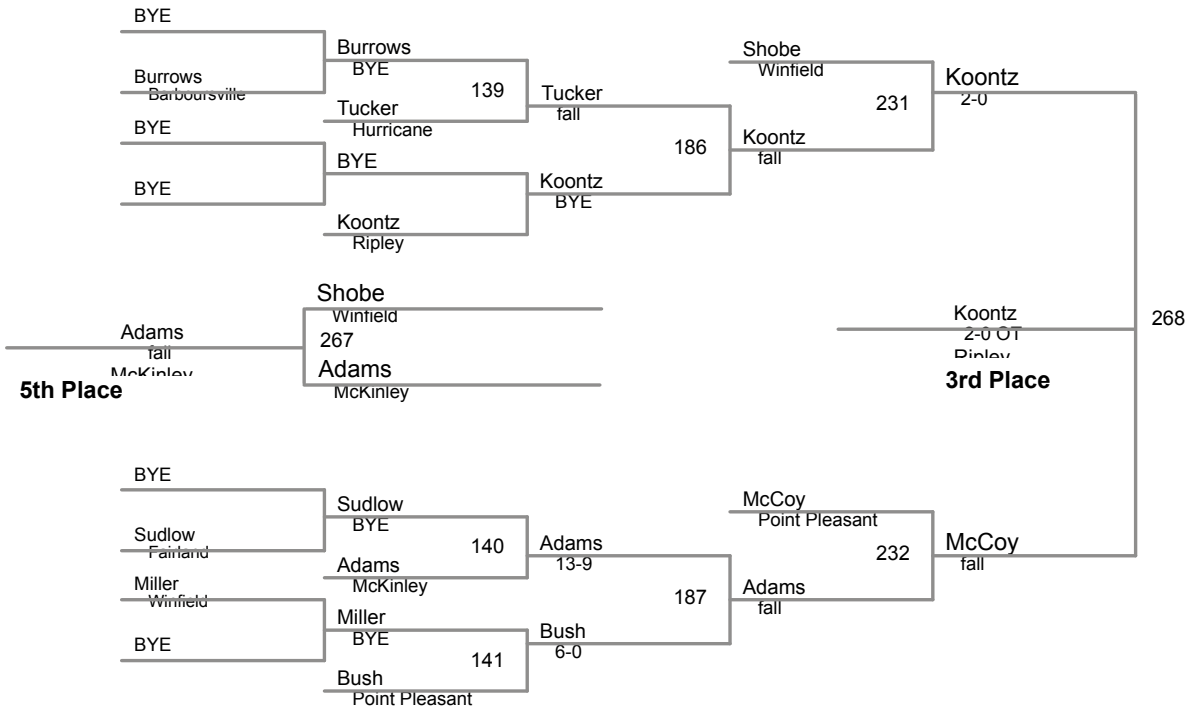 BYE
Burrows
Barboursville
BYE
BYE
Burrows
BYE
Tucker
Hurricane
139
BYE
Koontz
Ripley
Tucker
fall
Koontz
BYE
186
Shobe
Winfield
Koontz
fall
231
Koontz
2-0
Shobe
Winfield
267
Adams
McKinley
Adams
fall
McKinley
5th Place
Koontz
2-0 OT
Ripley
3rd Place
268
BYE
Sudlow
Fairland
Miller
Winfield
BYE
Sudlow
BYE
Adams
McKinley
140
Miller
BYE
Bush
Point Pleasant
141
Adams
13-9
Bush
6-0
187
McCoy
Point Pleasant
Adams
fall
232
McCoy
fall